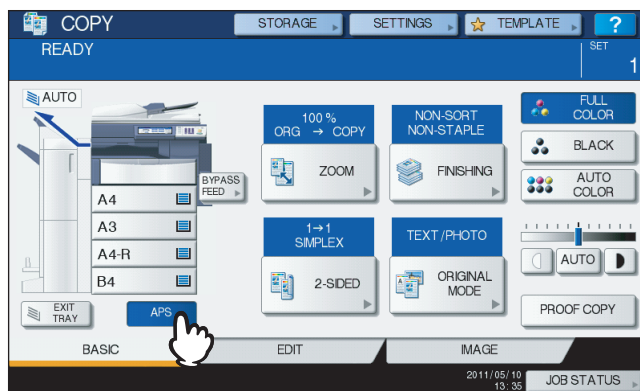 COPY
STORAGE
SETTINGS
TEMPLATE
?
READY
SET
1
AUTO
BYPASS
FEED
A4
A3
A4-R
B4
EXIT
TRAY
APS
100 %
ORG → COPY
ZOOM
NON-SORT
NON-STAPLE
FINISHING
1→1
SIMPLEX
2-SIDED
TEXT/PHOTO
ORIGINAL
MODE
FULL
COLOR
BLACK
AUTO
COLOR
AUTO
PROOF COPY
BASIC
EDIT
IMAGE
2011/05/10
13:35
JOB STATUS